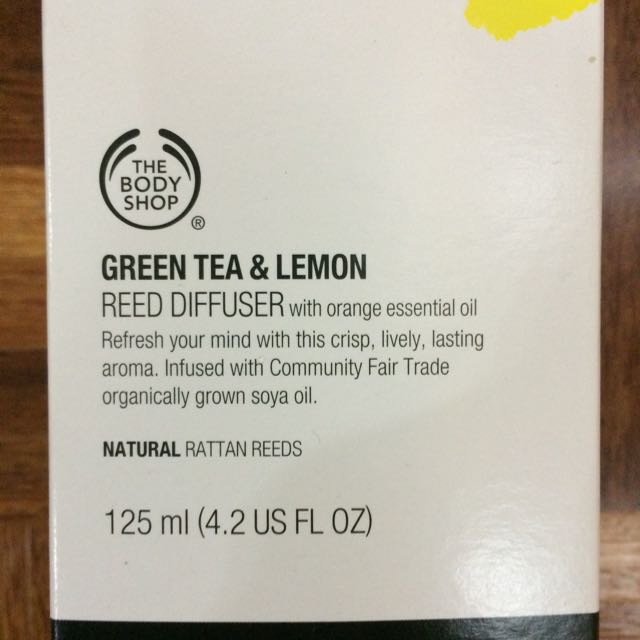 THE
BODY
SHOP
®
GREEN TEA & LEMON
REED DIFFUSER with orange essential oil
Refresh your mind with this crisp, lively, lasting
aroma. Infused with Community Fair Trade
organically grown soya oil.
NATURAL RATTAN REEDS
125 ml (4.2 US FL OZ)